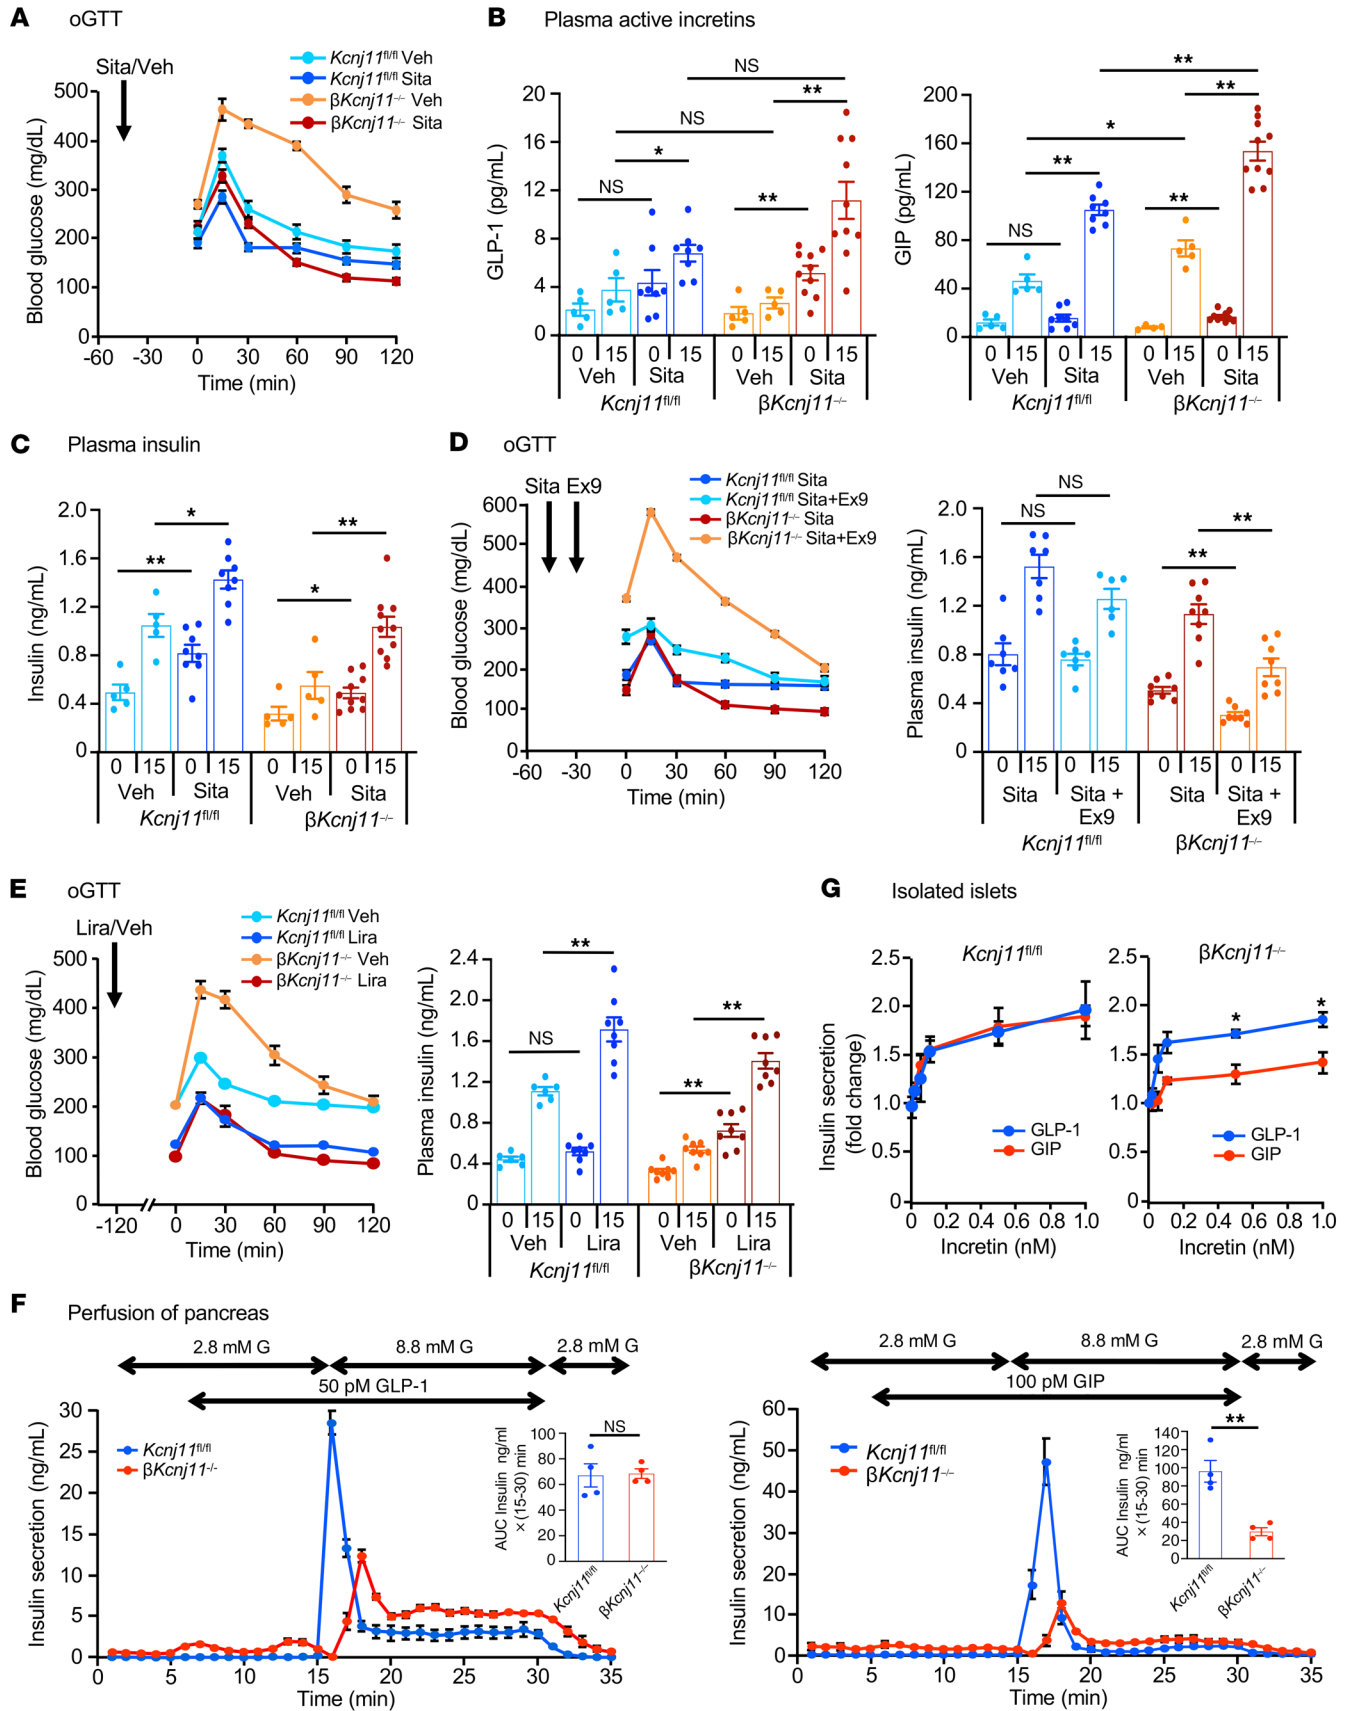 A oGTT
Sita/Veh
Kcnj11fl/fl Veh
Kcnj11fl/fl Sita
βKcnj11–/– Veh
βKcnj11–/– Sita
Blood glucose (mg/dL)
500
400
300
200
100
0
-60 -30 0 30 60 90 120
Time (min)
B Plasma active incretins
GLP-1 (pg/mL)
20
16
12
8
4
0
NS
**
NS
*
NS
**
0 15 0 15 0 15 0 15
Veh Sita Veh Sita
Kcnj11fl/fl βKcnj11–/–
GIP (pg/mL)
200
160
120
80
40
0
**
**
*
**
**
NS
0 15 0 15 0 15 0 15
Veh Sita Veh Sita
Kcnj11fl/fl βKcnj11–/–
C Plasma insulin
Insulin (ng/mL)
2.0
1.6
1.2
0.8
0.4
0
*
**
**
*
0 15 0 15 0 15 0 15
Veh Sita Veh Sita
Kcnj11fl/fl βKcnj11–/–
D oGTT
Sita Ex9
Kcnj11fl/fl Sita
Kcnj11fl/fl Sita+Ex9
βKcnj11–/– Sita
βKcnj11–/– Sita+Ex9
Blood glucose (mg/dL)
600
500
400
300
200
100
0
-60 -30 0 30 60 90 120
Time (min)
Plasma insulin (ng/mL)
2.0
1.6
1.2
0.8
0.4
0
NS
NS
**
**
0 15 0 15 0 15 0 15
Sita Sita + Ex9 Sita Sita + Ex9
Kcnj11fl/fl βKcnj11–/–
E oGTT
Lira/Veh
Kcnj11fl/fl Veh
Kcnj11fl/fl Lira
βKcnj11–/– Veh
βKcnj11–/– Lira
Blood glucose (mg/dL)
500
400
300
200
100
0
-120 0 30 60 90 120
Time (min)
Plasma insulin (ng/mL)
2.4
2.0
1.6
1.2
0.8
0.4
0
**
NS
**
**
0 15 0 15 0 15 0 15
Veh Lira Veh Lira
Kcnj11fl/fl βKcnj11–/–
G Isolated islets
Kcnj11fl/fl
Insulin secretion
(fold change)
2.5
2.0
1.5
1.0
0.5
0
GLP-1
GIP
0 0.2 0.4 0.6 0.8 1.0
Incretin (nM)
βKcnj11–/–
2.5
2.0
1.5
1.0
0.5
0
*
*
GLP-1
GIP
0 0.2 0.4 0.6 0.8 1.0
Incretin (nM)
F Perfusion of pancreas
2.8 mM G 8.8 mM G 2.8 mM G
50 pM GLP-1
Insulin secretion (ng/mL)
30
25
20
15
10
5
0
Kcnj11fl/fl
βKcnj11-/-
0 5 10 15 20 25 30 35
Time (min)
AUC Insulin ng/ml
× (15-30) min
100
80
60
40
20
0
NS
Kcnj11fl/fl
βKcnj11–/–
2.8 mM G 8.8 mM G 2.8 mM G
100 pM GIP
Insulin secretion (ng/mL)
60
50
40
30
20
10
0
Kcnj11fl/fl
βKcnj11–/–
0 5 10 15 20 25 30 35
Time (min)
AUC Insulin ng/ml
× (15-30) min
140
120
100
80
60
40
20
0
**
Kcnj11fl/fl
βKcnj11–/–